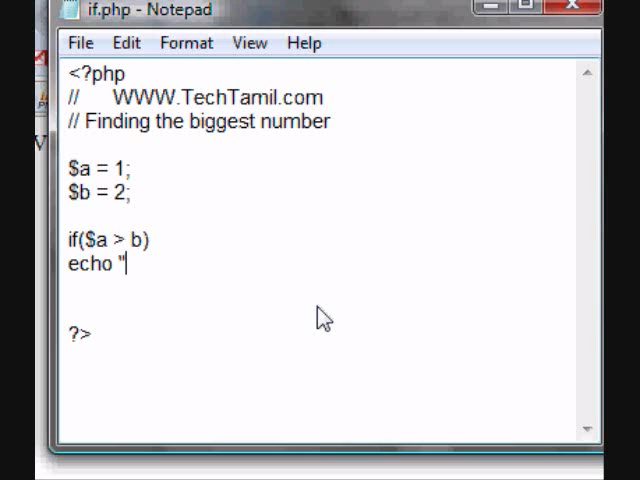 if.php - Notepad
File Edit Format View Help
<?php
// WWW.TechTamil.com
// Finding the biggest number
$a = 1;
$b = 2;
if($a > b)
echo "
?>